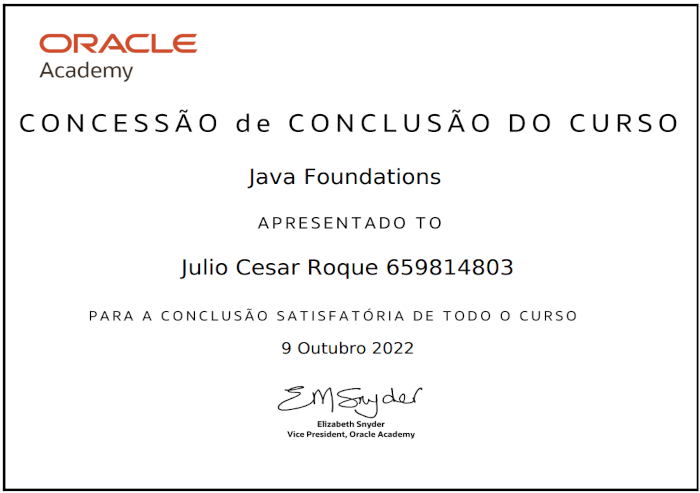 ORACLE
Academy
CONCESSÃO de CONCLUSÃO DO CURSO
Java Foundations
APRESENTADO TO
Julio Cesar Roque 659814803
PARA A CONCLUSÃO SATISFATÓRIA DE TODO O CURSO
9 Outubro 2022
EMSnyder
Elizabeth Snyder
Vice President, Oracle Academy